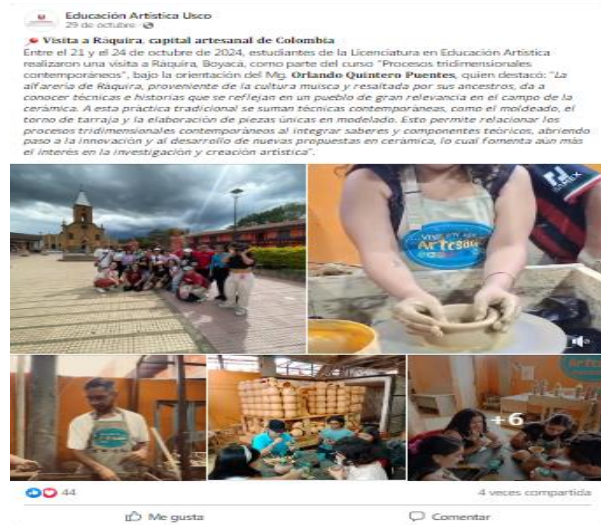 Educación Artística Usco
29 de octubre ·
Visita a Ráquira, capital artesanal de Colombia
Entre el 21 y el 24 de octubre de 2024, estudiantes de la Licenciatura en Educación Artística
realizaron una visita a Ráquira, Boyacá, como parte del curso "Procesos tridimensionales
contemporáneos", bajo la orientación del Mg. Orlando Quintero Puentes, quien destacó: "La
alfarería de Ráquira, proveniente de la cultura muisca y resaltada por sus ancestros, da a
conocer técnicas e historias que se reflejan en un pueblo de gran relevancia en el campo de la
cerámica. A esta práctica tradicional se suman técnicas contemporáneas, como el moldeado, el
torno de tarraja y la elaboración de piezas únicas en modelado. Esto permite relacionar los
procesos tridimensionales contemporáneos al integrar saberes y componentes teóricos, abriendo
paso a la innovación y al desarrollo de nuevas propuestas en cerámica, lo cual fomenta aún más
el interés en la investigación y creación artística".
Artesano
+6
44
4 veces compartida
Me gusta
Comentar